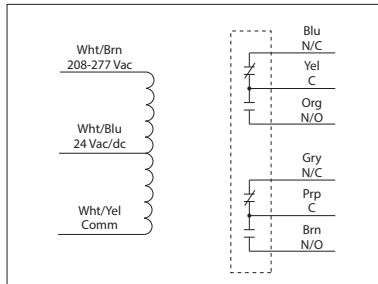 Wht/Brn
208-277 Vac
Wht/Blu
24 Vac/dc
Wht/Yel
Comm
Blu
N/C
Yel
C
Org
N/O
Gry
N/C
Prp
C
Brn
N/O